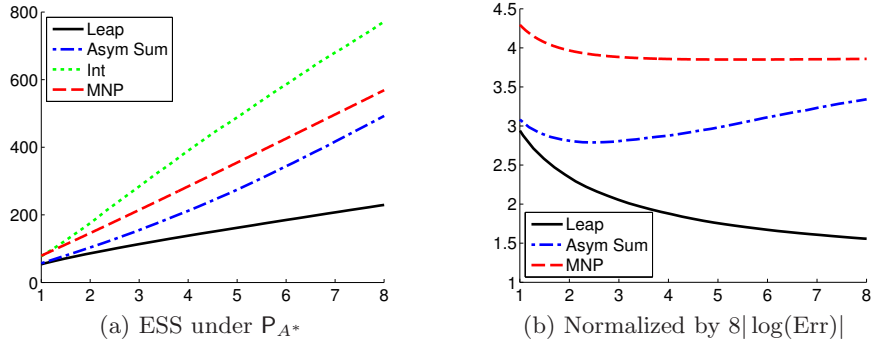 800
600
400
200
0
1 2 3 4 5 6 7 8
Leap
Asym Sum
Int
MNP
(a) ESS under P_{A*}
4.5
4
3.5
3
2.5
2
1.5
1
1 2 3 4 5 6 7 8
Leap
Asym Sum
MNP
(b) Normalized by 8| log(Err)|